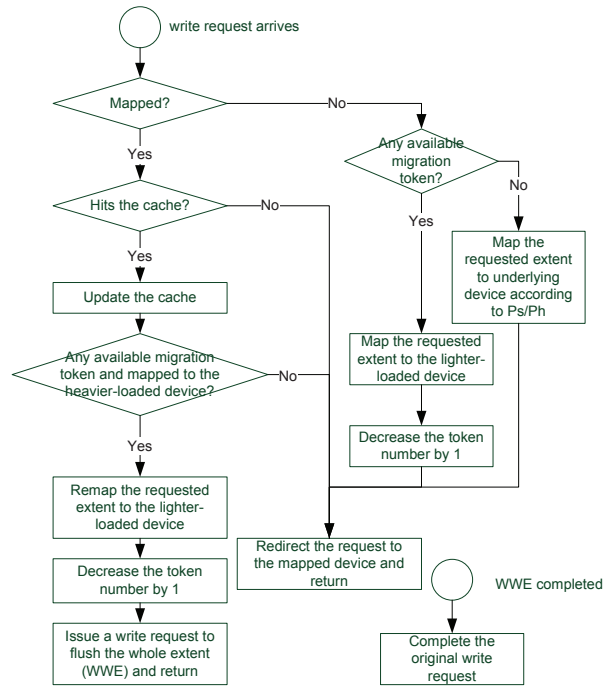 write request arrives
Mapped?
No
Yes
Any available
migration
token?
No
Yes
Hits the cache?
No
Yes
Map the
requested extent
to underlying
device according
to Ps/Ph
Update the cache
Map the requested
extent to the lighter-
loaded device
Any available migration
token and mapped to the
heavier-loaded device?
No
Yes
Decrease the token
number by 1
Remap the requested
extent to the lighter-
loaded device
Redirect the request to
the mapped device and
return
Decrease the token
number by 1
WWE completed
Issue a write request to
flush the whole extent
(WWE) and return
Complete the
original write
request